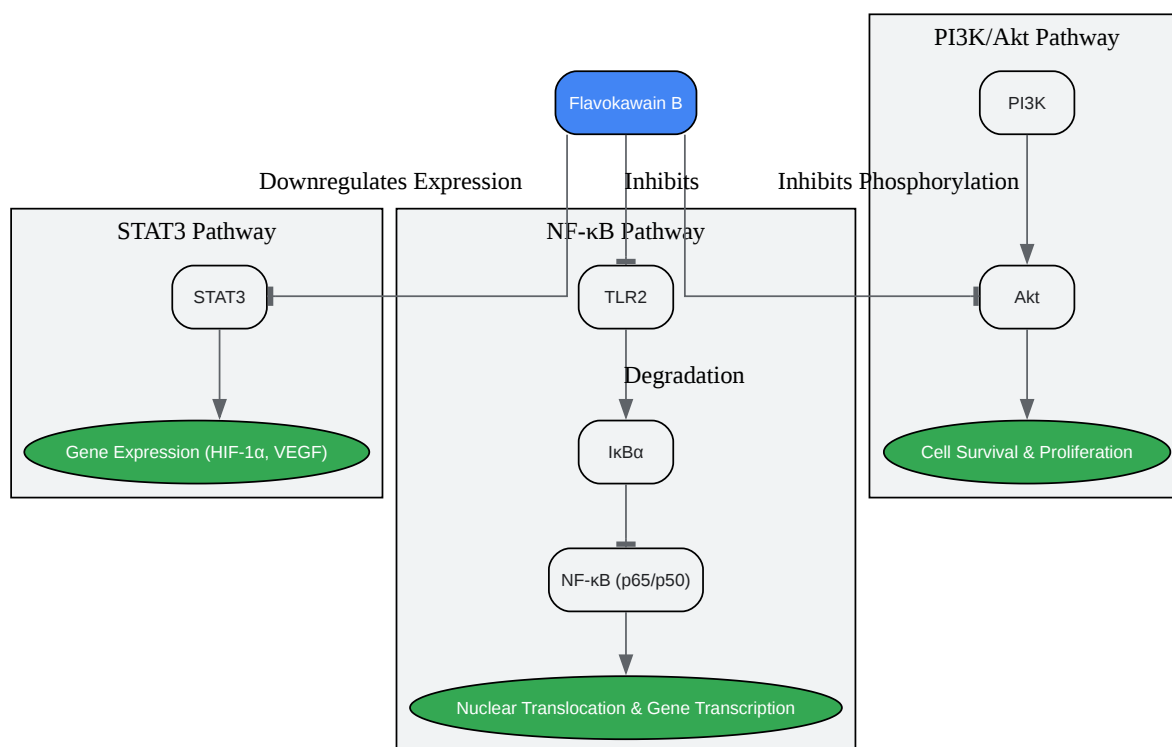 PI3K/Akt Pathway
Flavokawain B
PI3K
Downregulates Expression
Inhibits
Inhibits Phosphorylation
STAT3 Pathway
NF-κB Pathway
STAT3
TLR2
Akt
Degradation
Gene Expression (HIF-1α, VEGF)
IκBα
Cell Survival & Proliferation
NF-κB (p65/p50)
Nuclear Translocation & Gene Transcription